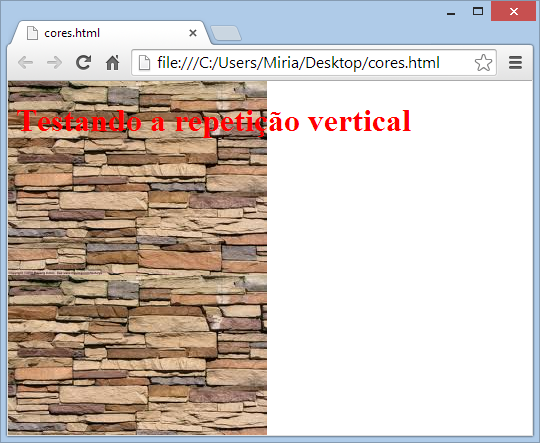 cores.html
file:///C:/Users/Miria/Desktop/cores.html
Testando a repetição vertical